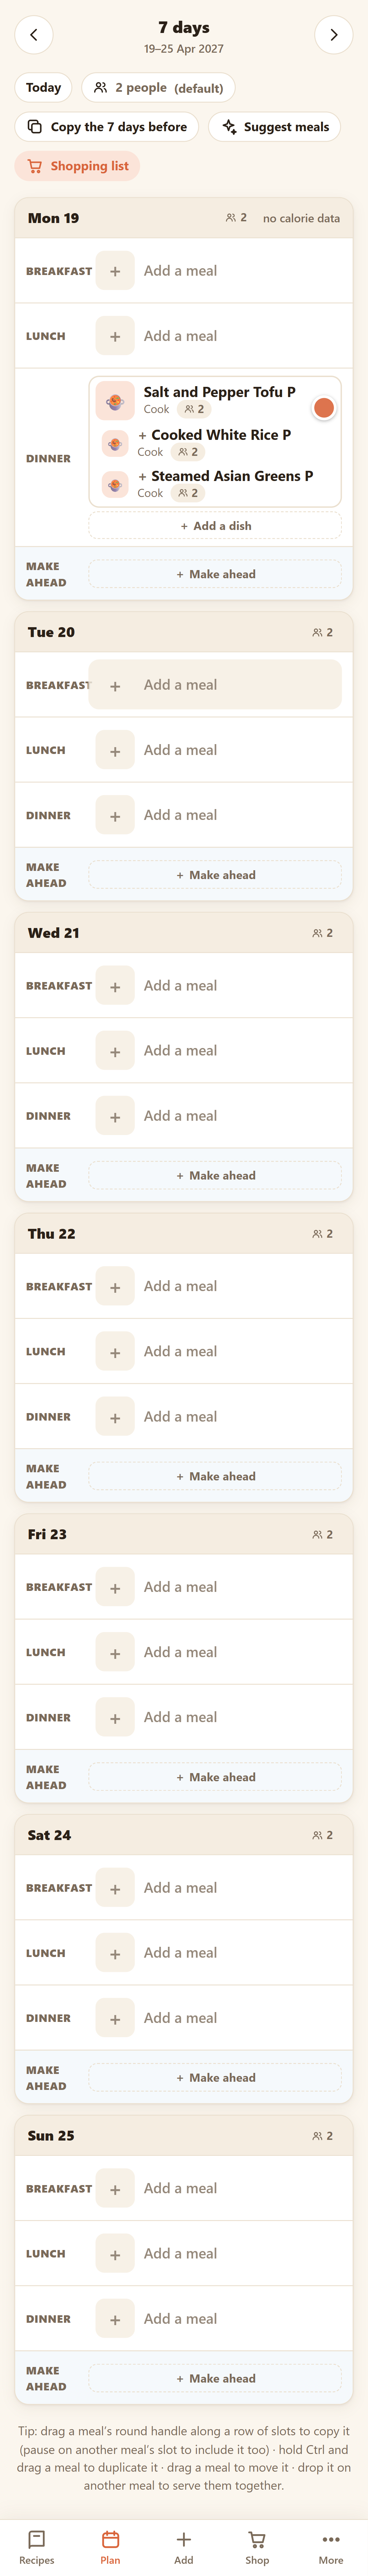 7 days
19–25 Apr 2027
Today
2 people (default)
Copy the 7 days before
Suggest meals
Shopping list
Mon 19
2
no calorie data
BREAKFAST
+
Add a meal
LUNCH
+
Add a meal
DINNER
Salt and Pepper Tofu P
Cook
2
+ Cooked White Rice P
Cook
2
+ Steamed Asian Greens P
Cook
2
+ Add a dish
MAKE
AHEAD
+ Make ahead
Tue 20
2
BREAKFAST
+
Add a meal
LUNCH
+
Add a meal
DINNER
+
Add a meal
MAKE
AHEAD
+ Make ahead
Wed 21
2
BREAKFAST
+
Add a meal
LUNCH
+
Add a meal
DINNER
+
Add a meal
MAKE
AHEAD
+ Make ahead
Thu 22
2
BREAKFAST
+
Add a meal
LUNCH
+
Add a meal
DINNER
+
Add a meal
MAKE
AHEAD
+ Make ahead
Fri 23
2
BREAKFAST
+
Add a meal
LUNCH
+
Add a meal
DINNER
+
Add a meal
MAKE
AHEAD
+ Make ahead
Sat 24
2
BREAKFAST
+
Add a meal
LUNCH
+
Add a meal
DINNER
+
Add a meal
MAKE
AHEAD
+ Make ahead
Sun 25
2
BREAKFAST
+
Add a meal
LUNCH
+
Add a meal
DINNER
+
Add a meal
MAKE
AHEAD
+ Make ahead
Tip: drag a meal's round handle along a row of slots to copy it
(pause on another meal's slot to include it too) · hold Ctrl and
drag a meal to duplicate it · drag a meal to move it · drop it on
another meal to serve them together.
Recipes
Plan
Add
Shop
More